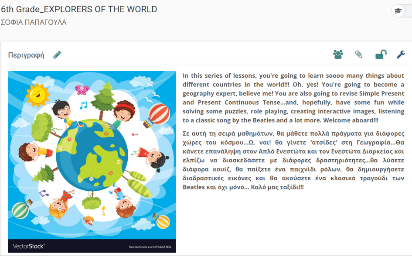 6th Grade_EXPLORERS OF THE WORLD
ΣΟΦΙΑ ΠΑΠΑΓΟΥΛΑ
Περιγραφή
In this series of lessons, you're going to learn soooo many things about
different countries in the world!!! Oh, yes! You're going to become a
geography expert, believe me! You are also going to revise Simple Present
and Present Continuous Tense...and, hopefully, have some fun while
solving some puzzles, role playing, creating interactive images, listening
to a classic song by the Beatles and a lot more. Welcome aboard!!!
Σε αυτή τη σειρά μαθημάτων, θα μάθετε πολλά πράγματα για διάφορες
χώρες του κόσμου...Ω, ναι! θα γίνετε 'ατσίδες' στη Γεωγραφία...Θα
κάνετε επανάληψη στον Απλό Ενεστώτα και τον Ενεστώτα Διαρκείας και
ελπίζω να διασκεδάσετε με διάφορες δραστηριότητες...θα λύσετε
διάφορα κουίζ, θα παίξετε ένα παιχνίδι ρόλων, θα δημιουργήσετε
διαδραστικές εικόνες και θα ακούσετε ένα κλασικό τραγούδι των
Beatles και όχι μόνο... Καλό μας ταξίδι!!!
VectorStock